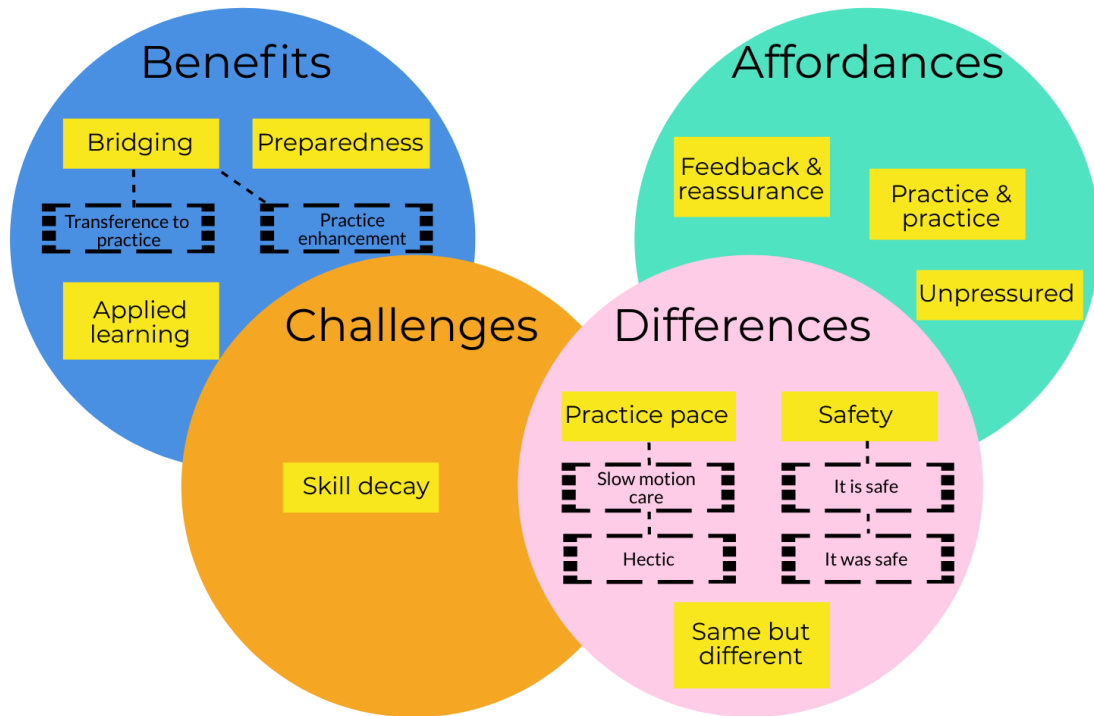 Benefits
Bridging
Preparedness
Transference to
practice
Practice
enhancement
Applied
learning
Affordances
Feedback &
reassurance
Practice &
practice
Unpressured
Challenges
Skill decay
Differences
Practice pace
Slow motion
care
Hectic
Safety
It is safe
It was safe
Same but
different